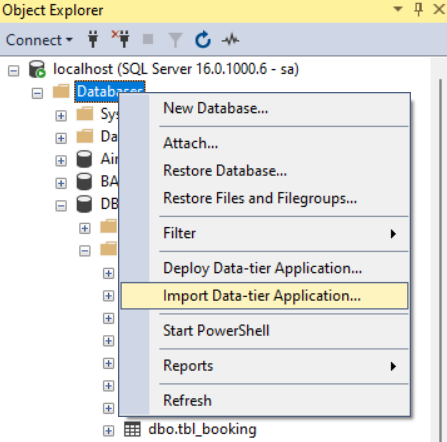 Object Explorer
Connect
localhost (SQL Server 16.0.1000.6 - sa)
Databases
Sys
Da
Air
BA
DB
New Database...
Attach...
Restore Database...
Restore Files and Filegroups...
Filter
Deploy Data-tier Application...
Import Data-tier Application...
Start PowerShell
Reports
Refresh
dbo.tbl_booking